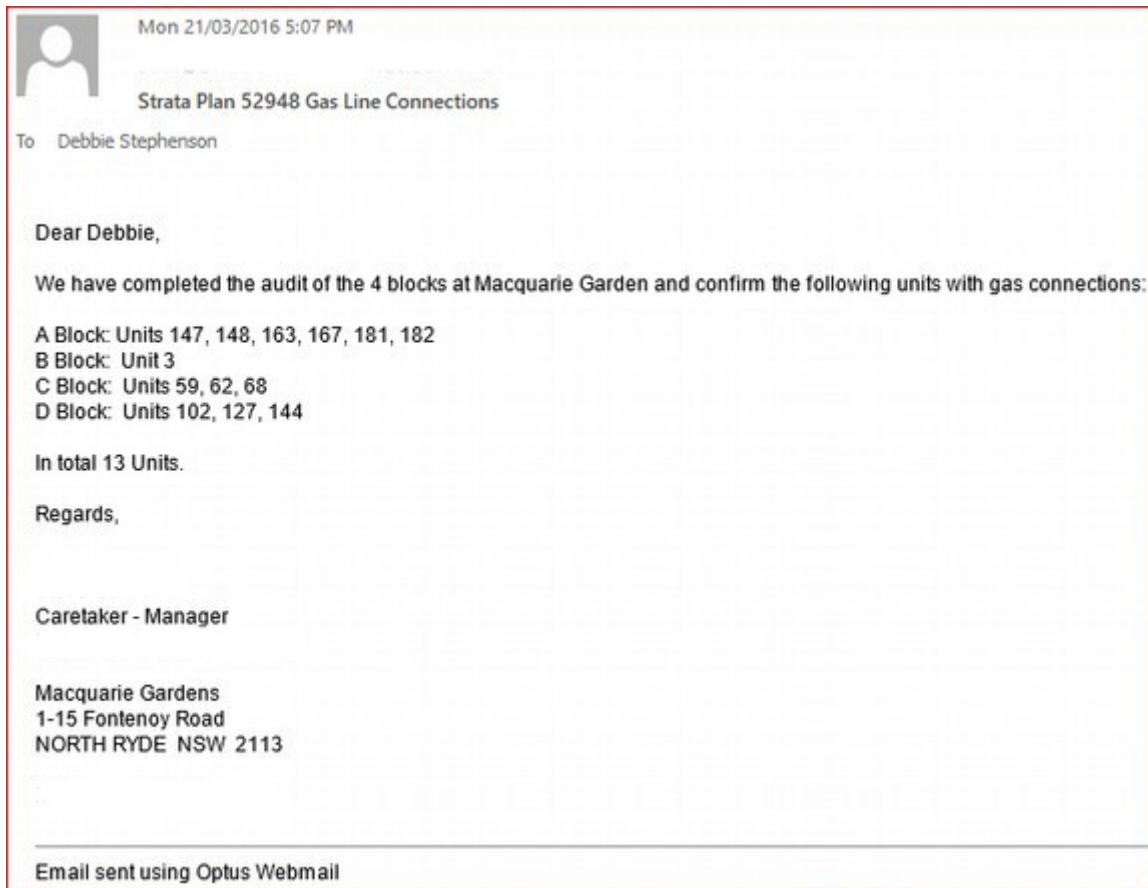 Mon 21/03/2016 5:07 PM
Strata Plan 52948 Gas Line Connections
To Debbie Stephenson
Dear Debbie,
We have completed the audit of the 4 blocks at Macquarie Garden and confirm the following units with gas connections:
A Block: Units 147, 148, 163, 167, 181, 182
B Block: Unit 3
C Block: Units 59, 62, 68
D Block: Units 102, 127, 144
In total 13 Units.
Regards,
Caretaker - Manager
Macquarie Gardens
1-15 Fontenoy Road
NORTH RYDE NSW 2113
Email sent using Optus Webmail